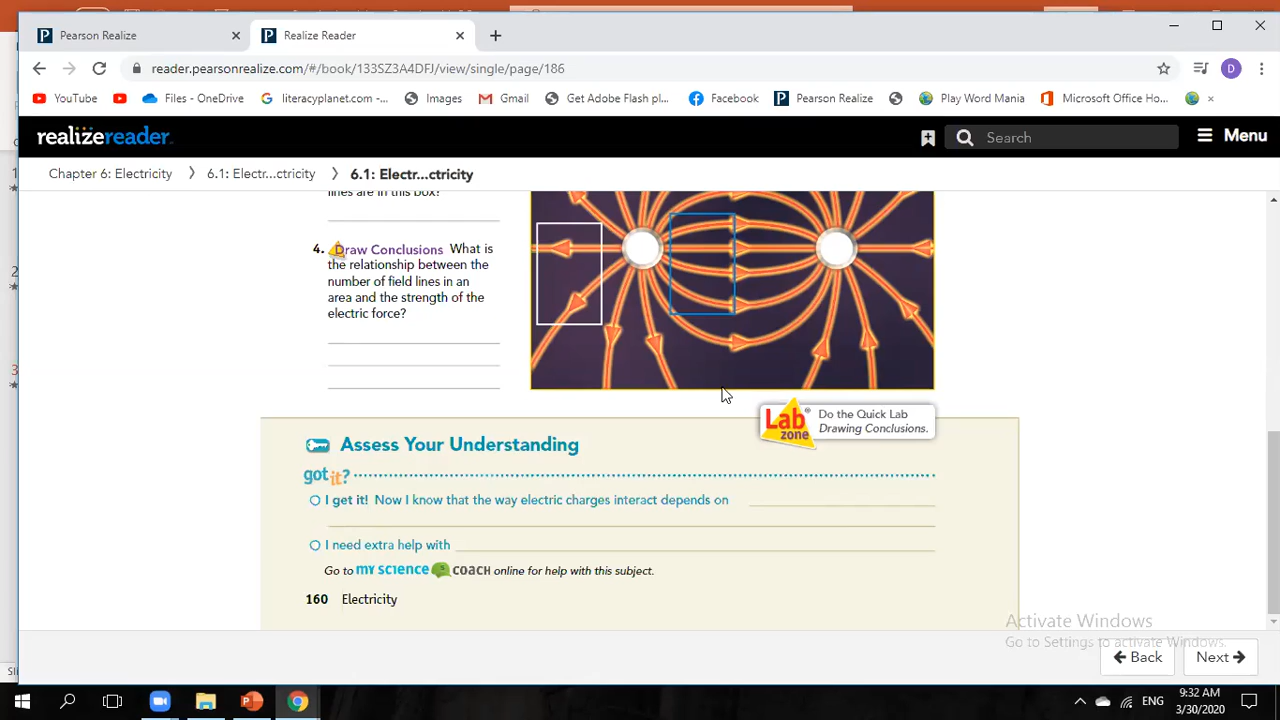 Pearson Realize
Realize Reader
reader.pearsonrealize.com/#/book/133SZ3A4DFJ/view/single/page/186
D
YouTube
Files - OneDrive
literacyplanet.com -...
Images
Gmail
Get Adobe Flash pl...
Facebook
Pearson Realize
Play Word Mania
Microsoft Office Ho...
realizereader
Search
Menu
Chapter 6: Electricity
6.1: Electr...ctricity
6.1: Electr...ctricity
lines are in this box?
4. Draw Conclusions What is
the relationship between the
number of field lines in an
area and the strength of the
electric force?
Lab
zone
Do the Quick Lab
Drawing Conclusions.
Assess Your Understanding
got it?
I get it! Now I know that the way electric charges interact depends on
I need extra help with
Go to my science coach online for help with this subject.
160 Electricity
Activate Windows
Go to Settings to activate Windows.
Back
Next
ENG
9:32 AM
3/30/2020